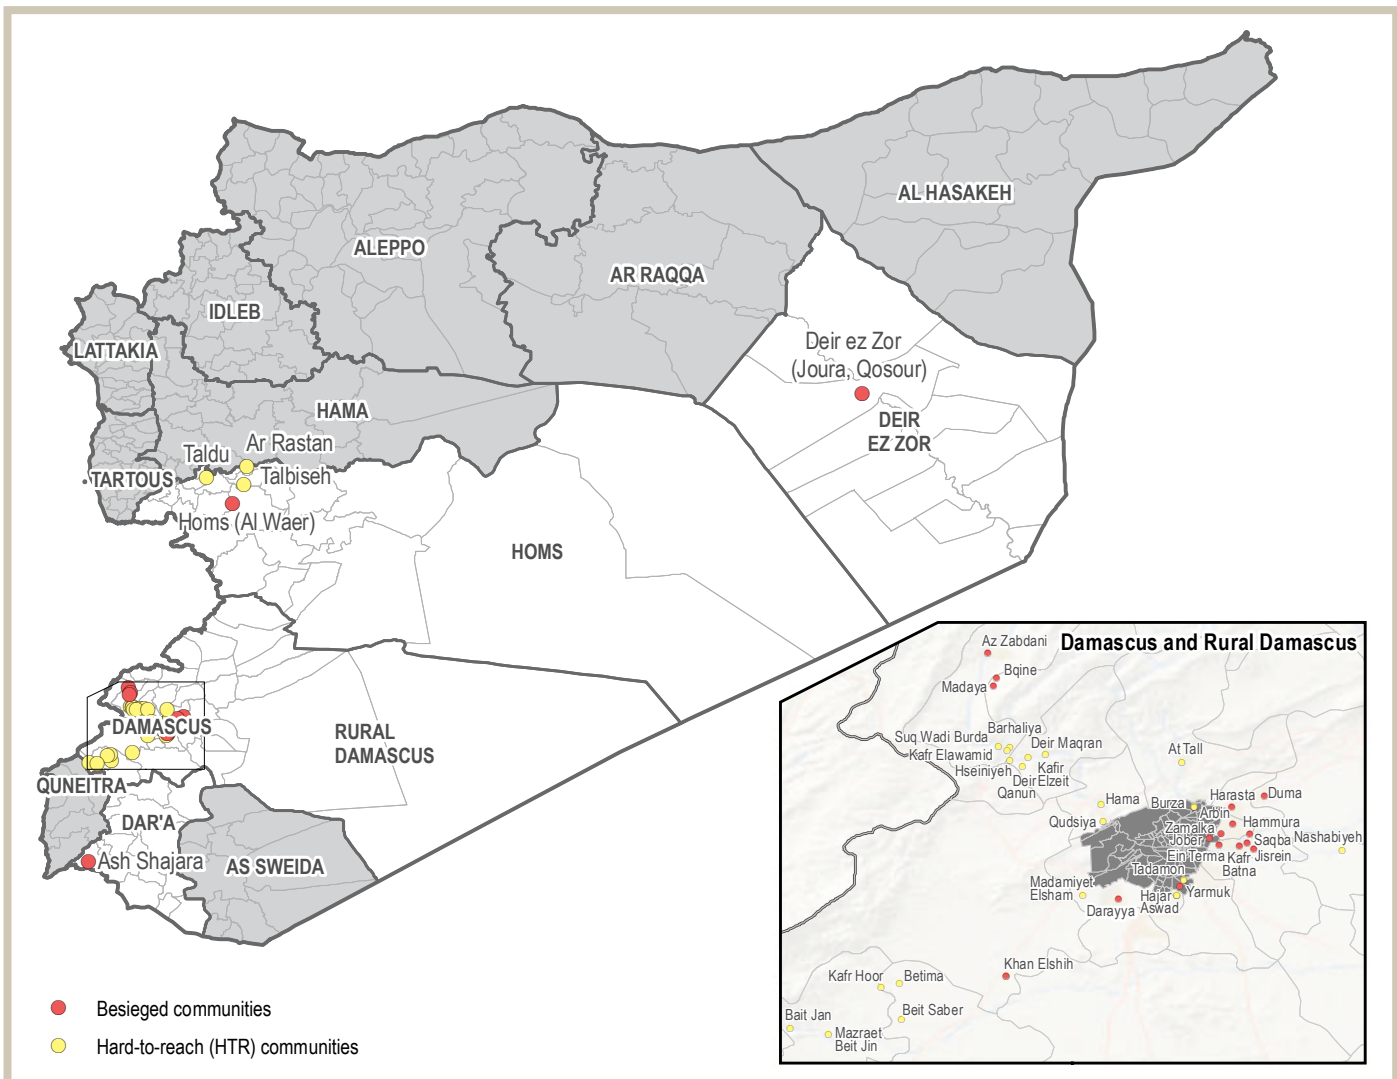 AL HASAKEH
ALEPPO
AR RAQQA
IDLEB
LATTAKIA
Deir ez Zor
(Joura, Qosour)
HAMA
DEIR
EZ ZOR
Ar Rastan
Taldu
TARTOUS
Talbiseh
Homs (Al Waer)
HOMS
DAMASCUS
RURAL
DAMASCUS
QUNEITRA
DAR'A
Ash Shajara
AS SWEIDA
Damascus and Rural Damascus
Az Zabdani
Bqine
Madaya
Barhaliya
Suq Wadi Burda
Deir Maqran
Kafr Elawamid
At Tall
Hseiniyeh
Kafir
Deir Elzeit
Qanun
Hama
Burza
Harasta
Duma
Arbin
Qudsiya
Zamalka
Hammura
Jober
Saqba
Nashabiyeh
Ein Terma
Kafr
Batna
Jisrein
Tadamon
Madamiyet
Elsham
Hajar
Aswad
Yarmuk
Darayya
Khan Elshih
Kafr Hoor
Betima
Beit Saber
Bait Jan
Mazraet
Beit Jin
Besieged communities
Hard-to-reach (HTR) communities